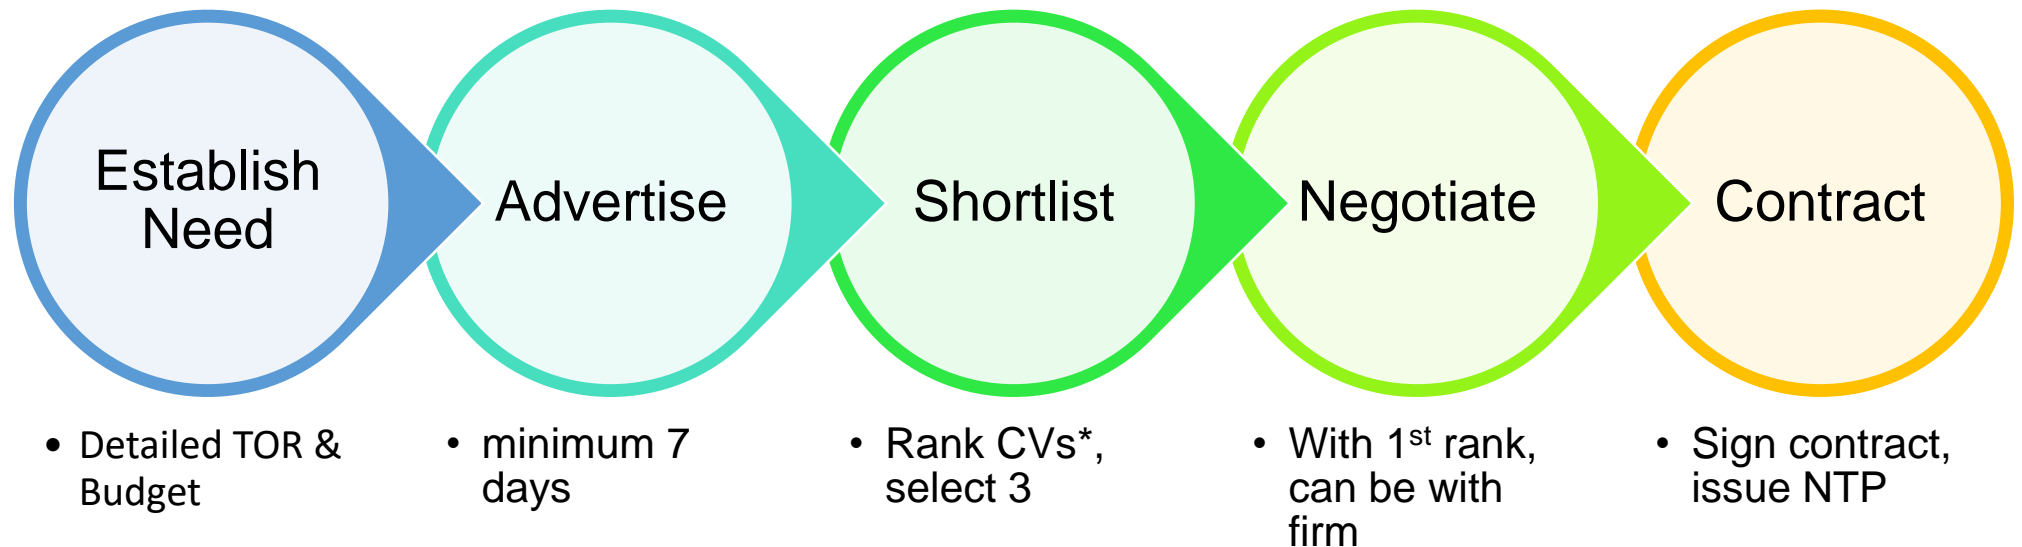 Establish
Need
Advertise
Shortlist
Negotiate
Contract
• Detailed TOR &
Budget
• minimum 7
days
• Rank CVs*,
select 3
• With 1st rank,
can be with
firm
• Sign contract,
issue NTP